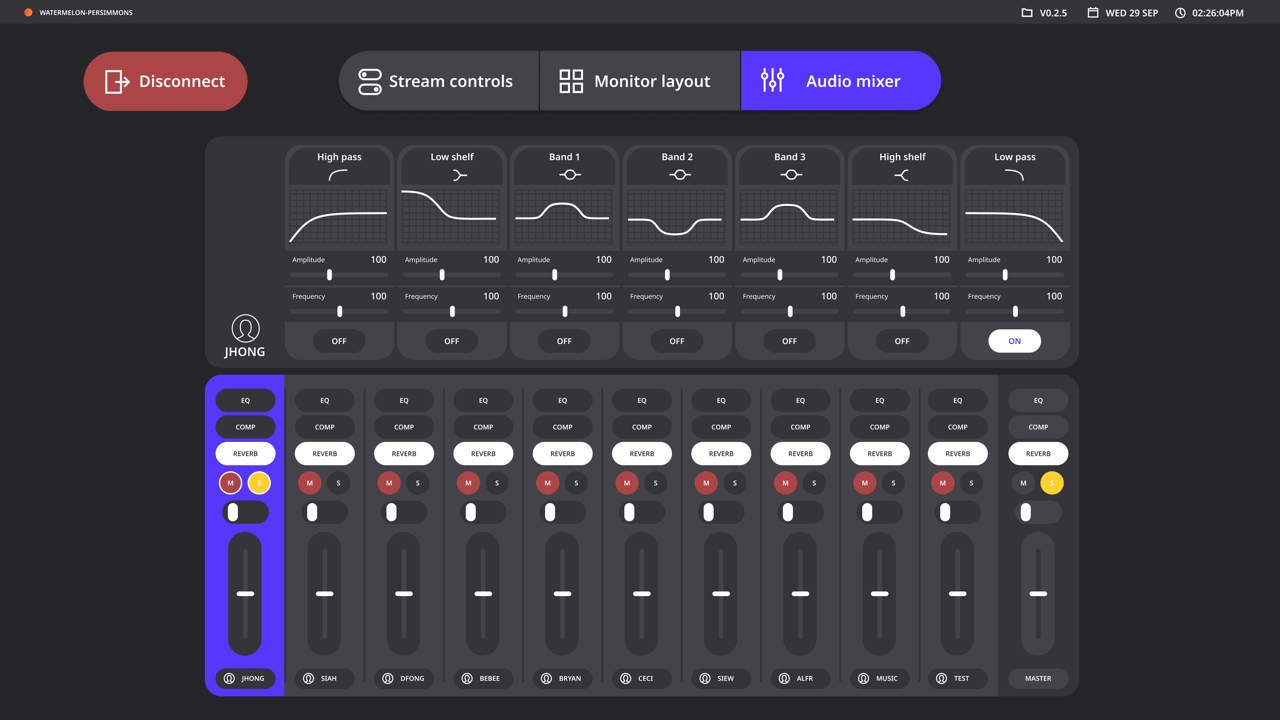 WATERMELON-PERSIMMONS V0.2.5 WED 29 SEP 02:26:04PM
Disconnect Stream controls Monitor layout Audio mixer
High pass Low shelf Band 1 Band 2 Band 3 High shelf Low pass
Amplitude 100 Amplitude 100 Amplitude 100 Amplitude 100 Amplitude 100 Amplitude 100 Amplitude 100
Frequency 100 Frequency 100 Frequency 100 Frequency 100 Frequency 100 Frequency 100 Frequency 100
OFF OFF OFF OFF OFF OFF ON
JHONG
EQ EQ EQ EQ EQ EQ EQ EQ EQ EQ EQ
COMP COMP COMP COMP COMP COMP COMP COMP COMP COMP COMP
REVERB REVERB REVERB REVERB REVERB REVERB REVERB REVERB REVERB REVERB REVERB
M S M S M S M S M S M S M S M S M S M S M S
JHONG SIAH DFONG BEBEE BRYAN CECI SIEW ALFR MUSIC TEST MASTER